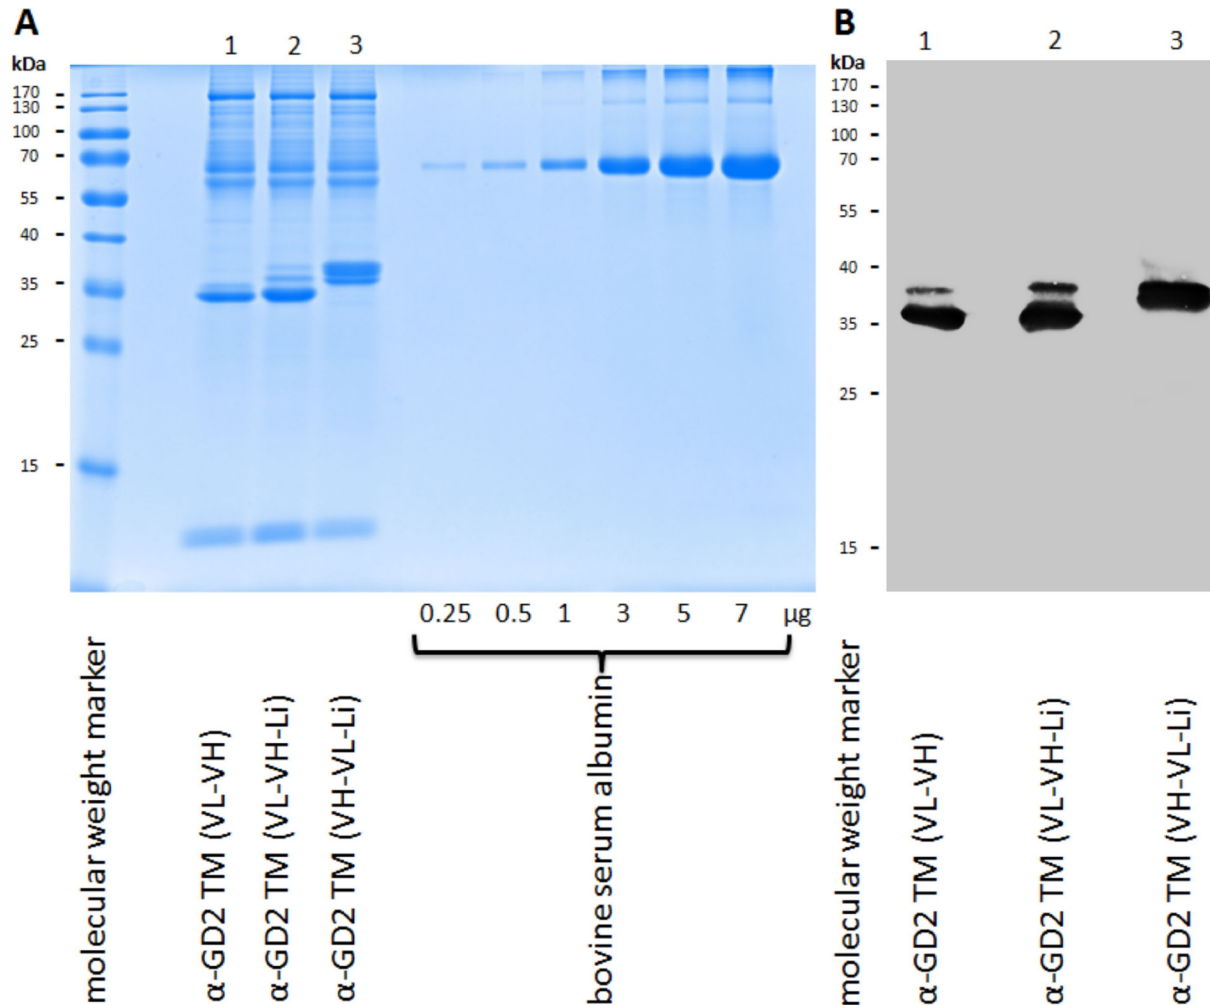 A
1 2 3
kDa
170
130
100
70
55
40
35
25
15
0.25 0.5 1 3 5 7 µg
molecular weight marker
α-GD2 TM (VL-VH)
α-GD2 TM (VL-VH-Li)
α-GD2 TM (VH-VL-Li)
bovine serum albumin
B
1 2 3
kDa
170
130
100
70
55
40
35
25
15
molecular weight marker
α-GD2 TM (VL-VH)
α-GD2 TM (VL-VH-Li)
α-GD2 TM (VH-VL-Li)